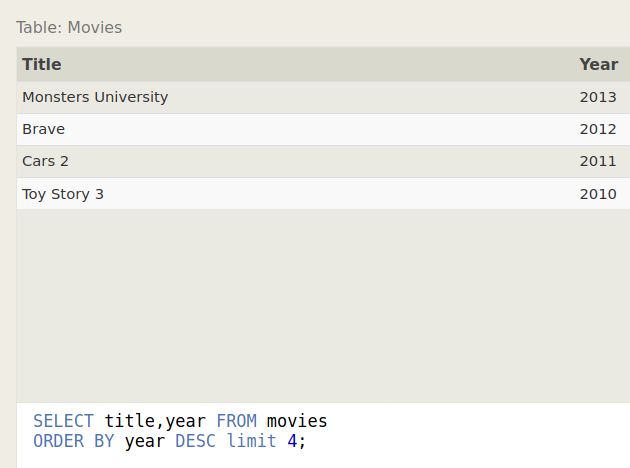 Table: Movies
Title Year
Monsters University 2013
Brave 2012
Cars 2 2011
Toy Story 3 2010
SELECT title,year FROM movies
ORDER BY year DESC limit 4;